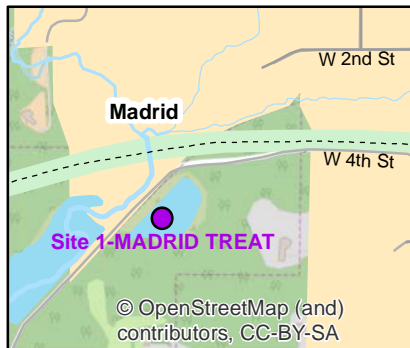 W 2nd St
Madrid
W 4th St
Site 1-MADRID TREAT
© OpenStreetMap (and)
contributors, CC-BY-SA